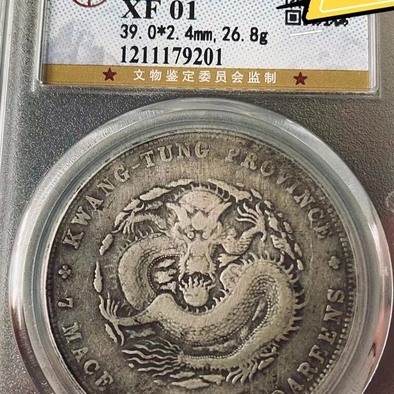 XF 01
39.0*2.4mm,26.8g
1211179201
★ 文物鉴定委员会监制 ★
KWANG-TUNG PROVINCE
7 MACE